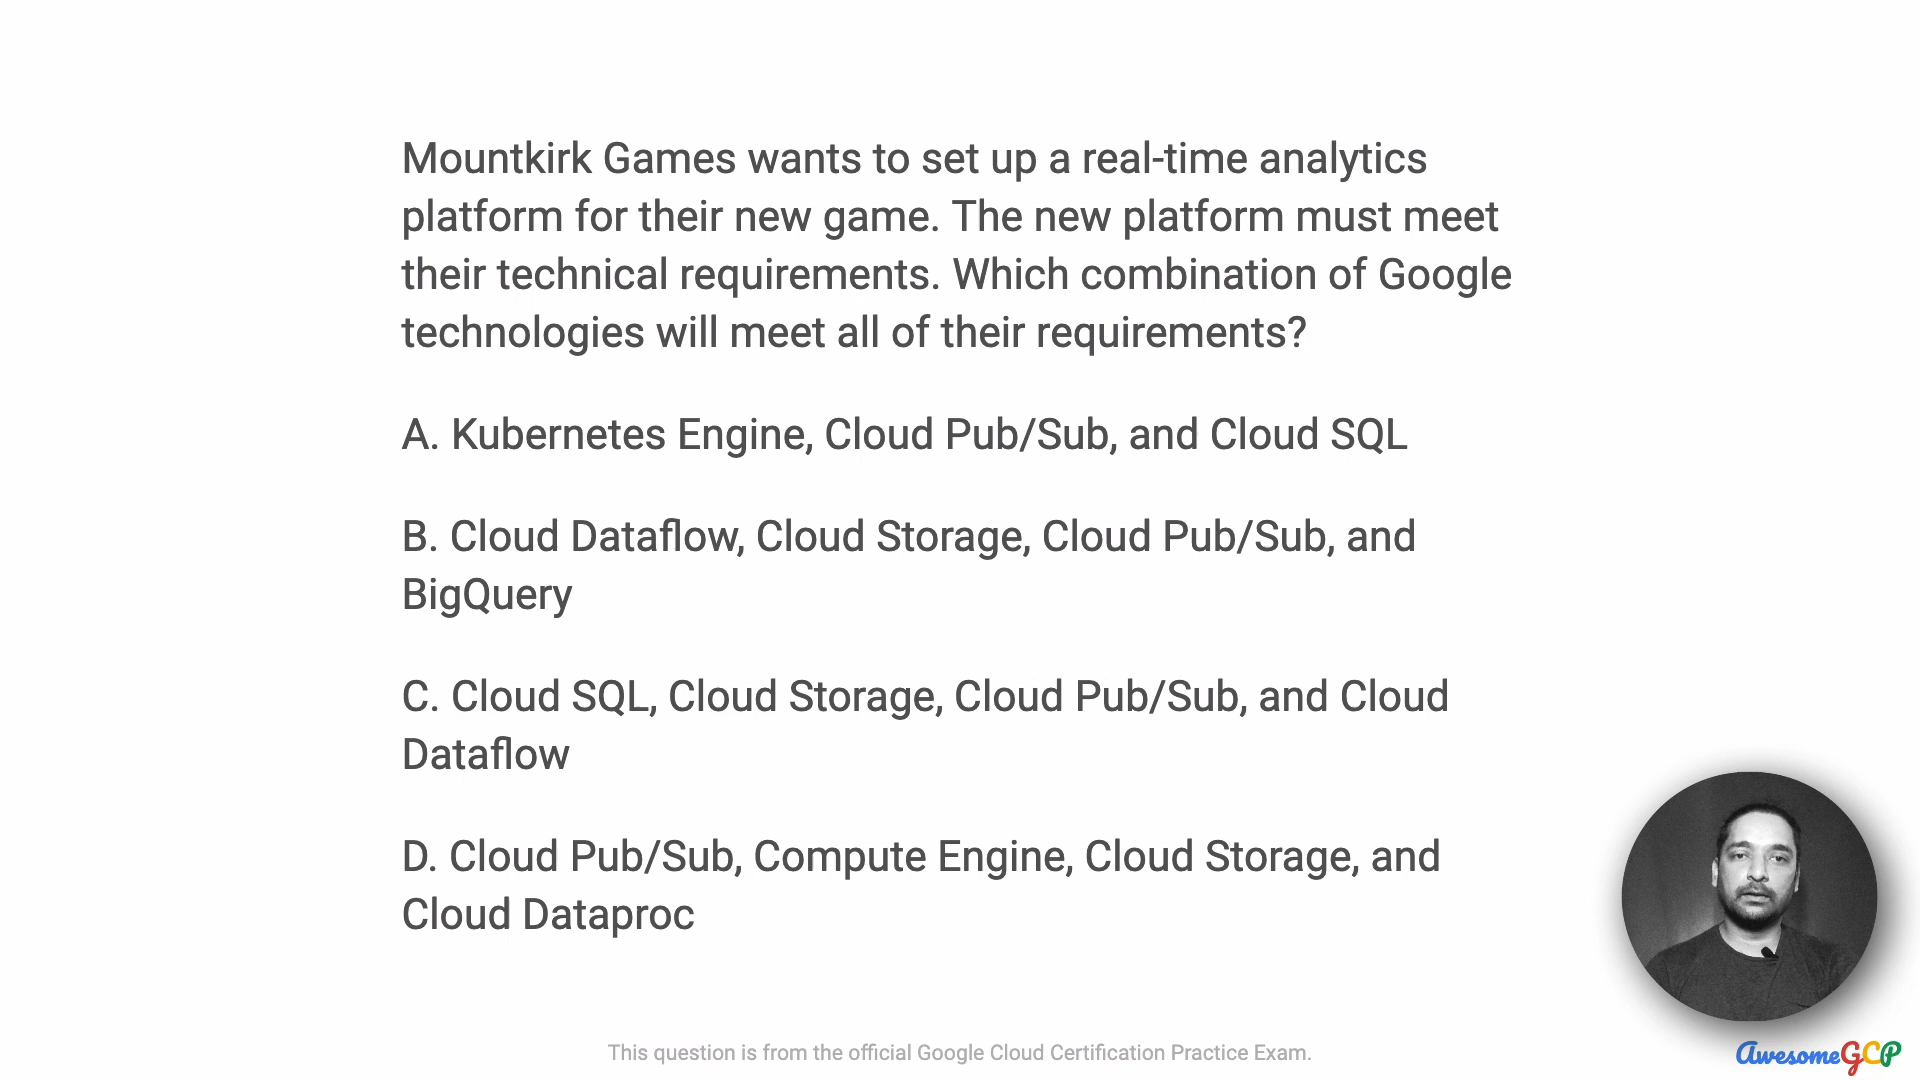 Mountkirk Games wants to set up a real-time analytics
platform for their new game. The new platform must meet
their technical requirements. Which combination of Google
technologies will meet all of their requirements?
A. Kubernetes Engine, Cloud Pub/Sub, and Cloud SQL
B. Cloud Dataflow, Cloud Storage, Cloud Pub/Sub, and
BigQuery
C. Cloud SQL, Cloud Storage, Cloud Pub/Sub, and Cloud
Dataflow
D. Cloud Pub/Sub, Compute Engine, Cloud Storage, and
Cloud Dataproc
This question is from the official Google Cloud Certification Practice Exam.
AwesomeGCP